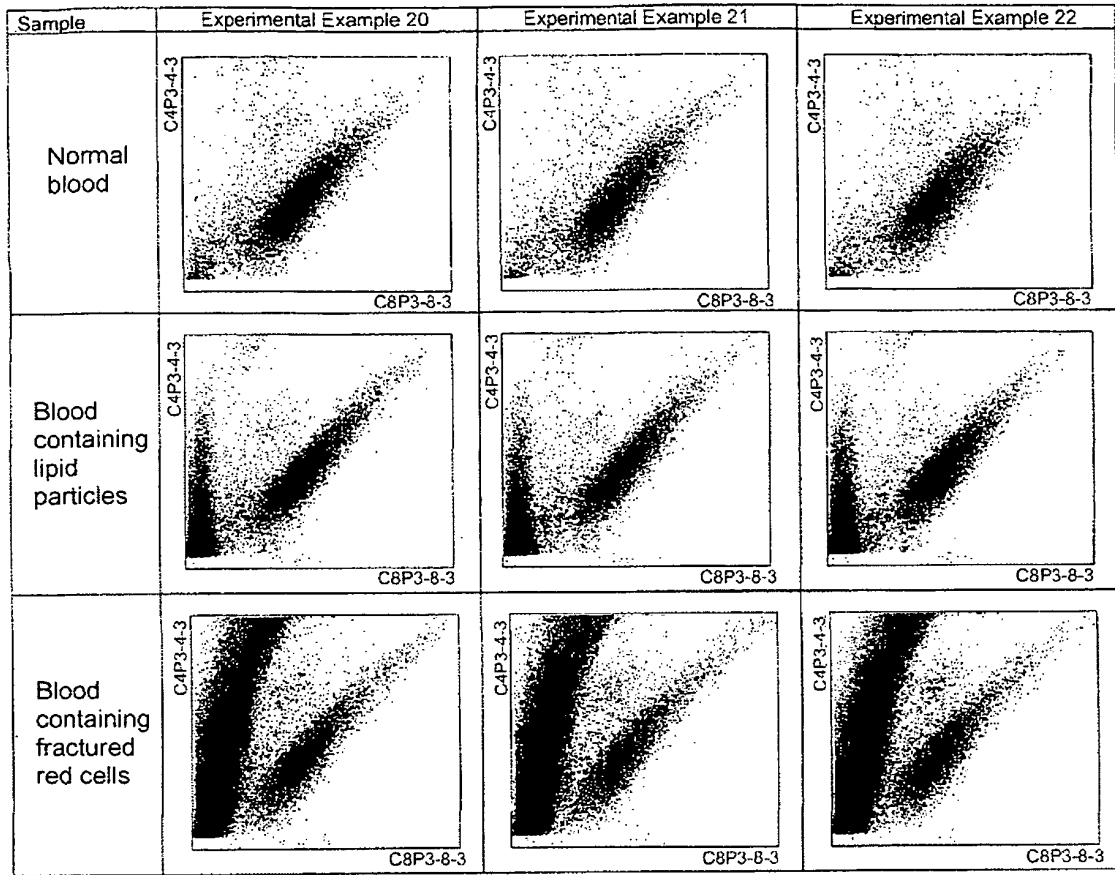 Sample
Experimental Example 20
Experimental Example 21
Experimental Example 22
Normal
blood
C4P3-4-3
C8P3-8-3
C4P3-4-3
C8P3-8-3
C4P3-4-3
C8P3-8-3
Blood
containing
lipid
particles
C4P3-4-3
C8P3-8-3
C4P3-4-3
C8P3-8-3
C4P3-4-3
C8P3-8-3
Blood
containing
fractured
red cells
C4P3-4-3
C8P3-8-3
C4P3-4-3
C8P3-8-3
C4P3-4-3
C8P3-8-3